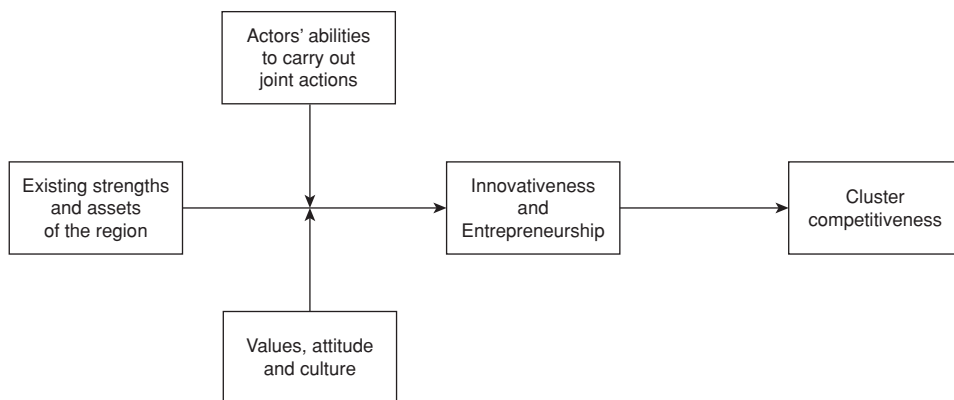 Actors’ abilities
to carry out
joint actions
Existing strengths
and assets
of the region
Innovativeness
and
Entrepreneurship
Cluster
competitiveness
Values, attitude
and culture